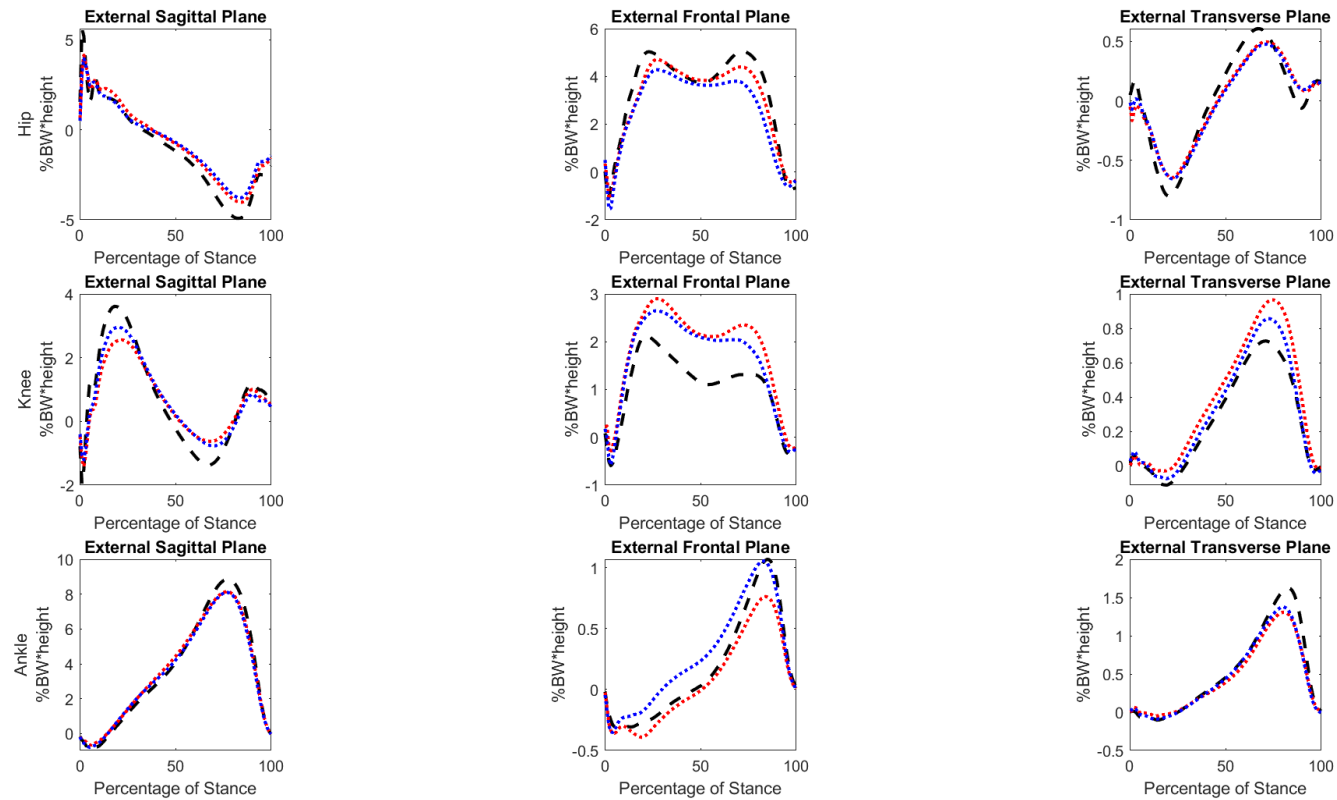 External Sagittal Plane
Hip
%BW*height
5
0
-5
0
50
100
Percentage of Stance
External Frontal Plane
%BW*height
6
4
2
0
-2
0
50
100
Percentage of Stance
External Transverse Plane
%BW*height
0.5
0
-0.5
-1
0
50
100
Percentage of Stance
External Sagittal Plane
Knee
%BW*height
4
2
0
-2
0
50
100
Percentage of Stance
External Frontal Plane
%BW*height
3
2
1
0
-1
0
50
100
Percentage of Stance
External Transverse Plane
%BW*height
1
0.8
0.6
0.4
0.2
0
0
50
100
Percentage of Stance
External Sagittal Plane
Ankle
%BW*height
10
8
6
4
2
0
0
50
100
Percentage of Stance
External Frontal Plane
%BW*height
1
0.5
0
-0.5
0
50
100
Percentage of Stance
External Transverse Plane
%BW*height
2
1.5
1
0.5
0
-0.5
0
50
100
Percentage of Stance